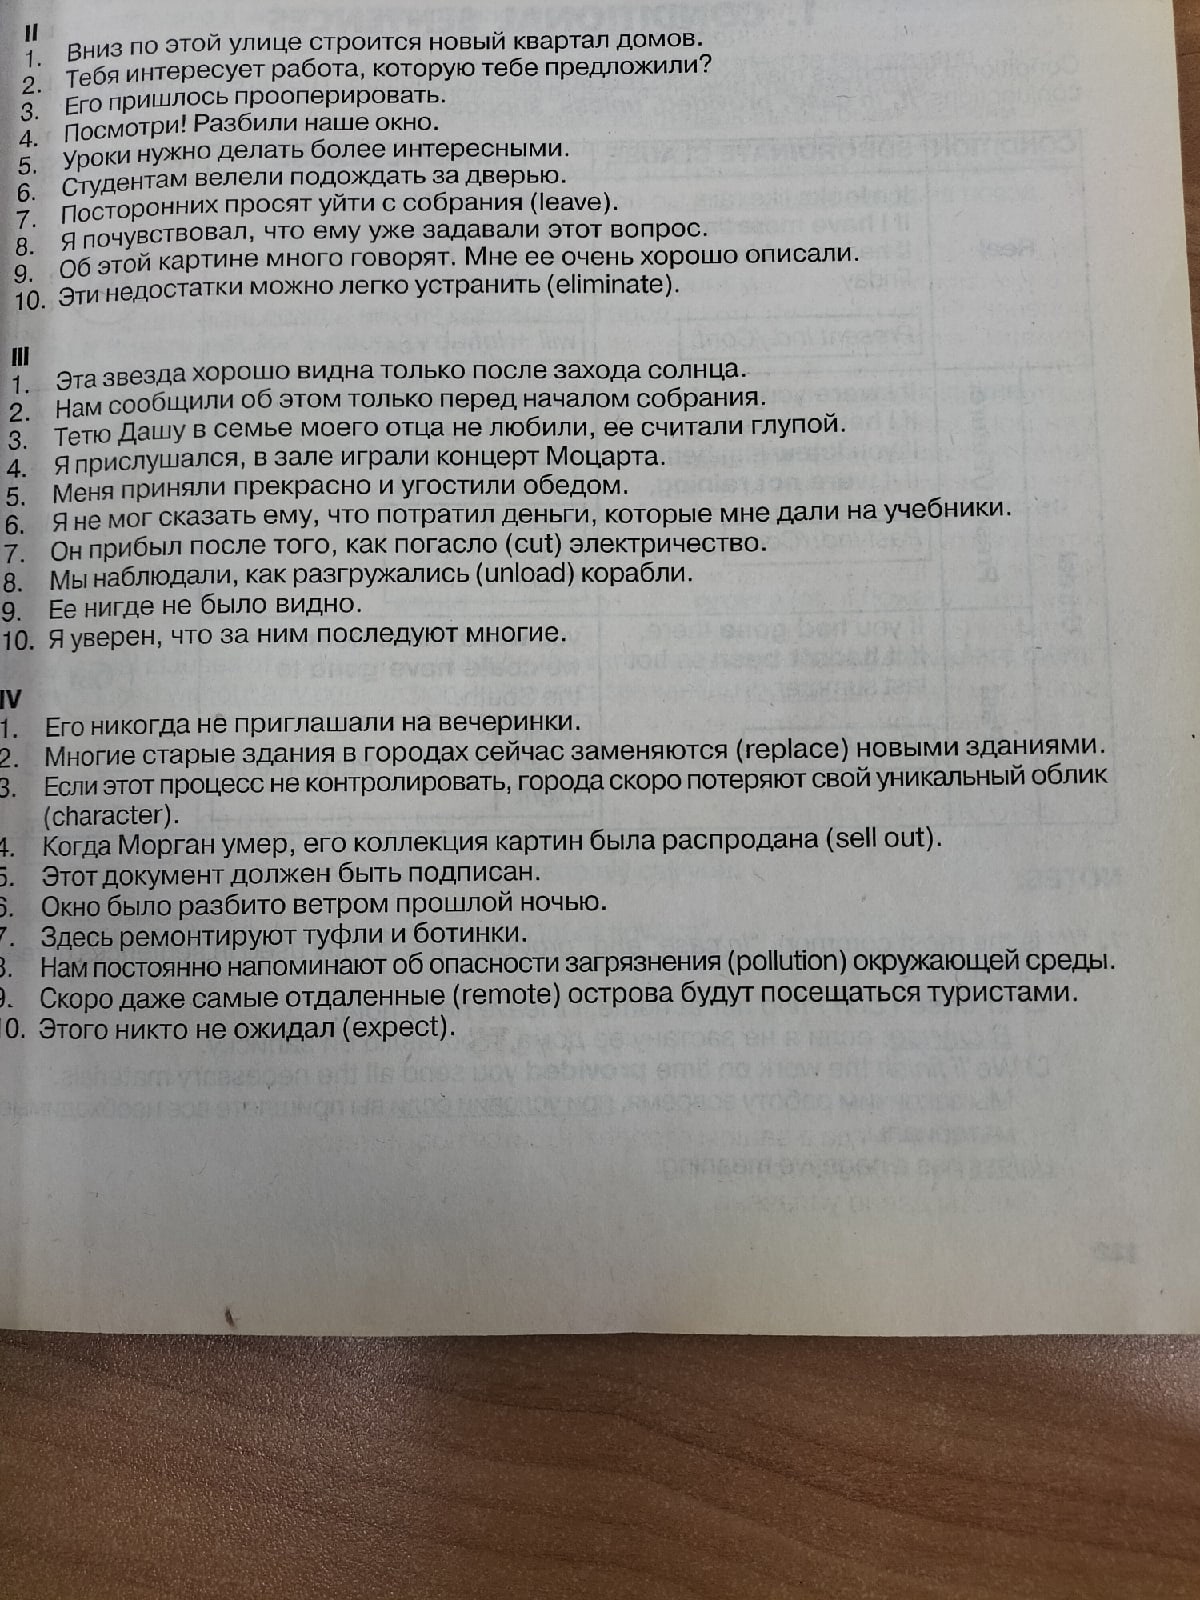 II
1. Вниз по этой улице строится новый квартал домов.
2. Тебя интересует работа, которую тебе предложили?
3. Его пришлось прооперировать.
4. Посмотри! Разбили наше окно.
5. Уроки нужно делать более интересными.
6. Студентам велели подождать за дверью.
7. Посторонних просят уйти с собрания (leave).
8. Я почувствовал, что ему уже задавали этот вопрос.
9. Об этой картине много говорят. Мне ее очень хорошо описали.
10. Эти недостатки можно легко устранить (eliminate).
III
1. Эта звезда хорошо видна только после захода солнца.
2. Нам сообщили об этом только перед началом собрания.
3. Тетю Дашу в семье моего отца не любили, ее считали глупой.
4. Я прислушался, в зале играли концерт Моцарта.
5. Меня приняли прекрасно и угостили обедом.
6. Я не мог сказать ему, что потратил деньги, которые мне дали на учебники.
7. Он прибыл после того, как погасло (cut) электричество.
8. Мы наблюдали, как разгружались (unload) корабли.
9. Ее нигде не было видно.
10. Я уверен, что за ним последуют многие.
IV
1. Его никогда не приглашали на вечеринки.
2. Многие старые здания в городах сейчас заменяются (replace) новыми зданиями.
3. Если этот процесс не контролировать, города скоро потеряют свой уникальный облик
(character).
4. Когда Морган умер, его коллекция картин была распродана (sell out).
5. Этот документ должен быть подписан.
6. Окно было разбито ветром прошлой ночью.
7. Здесь ремонтируют туфли и ботинки.
8. Нам постоянно напоминают об опасности загрязнения (pollution) окружающей среды.
9. Скоро даже самые отдаленные (remote) острова будут посещаться туристами.
10. Этого никто не ожидал (expect).